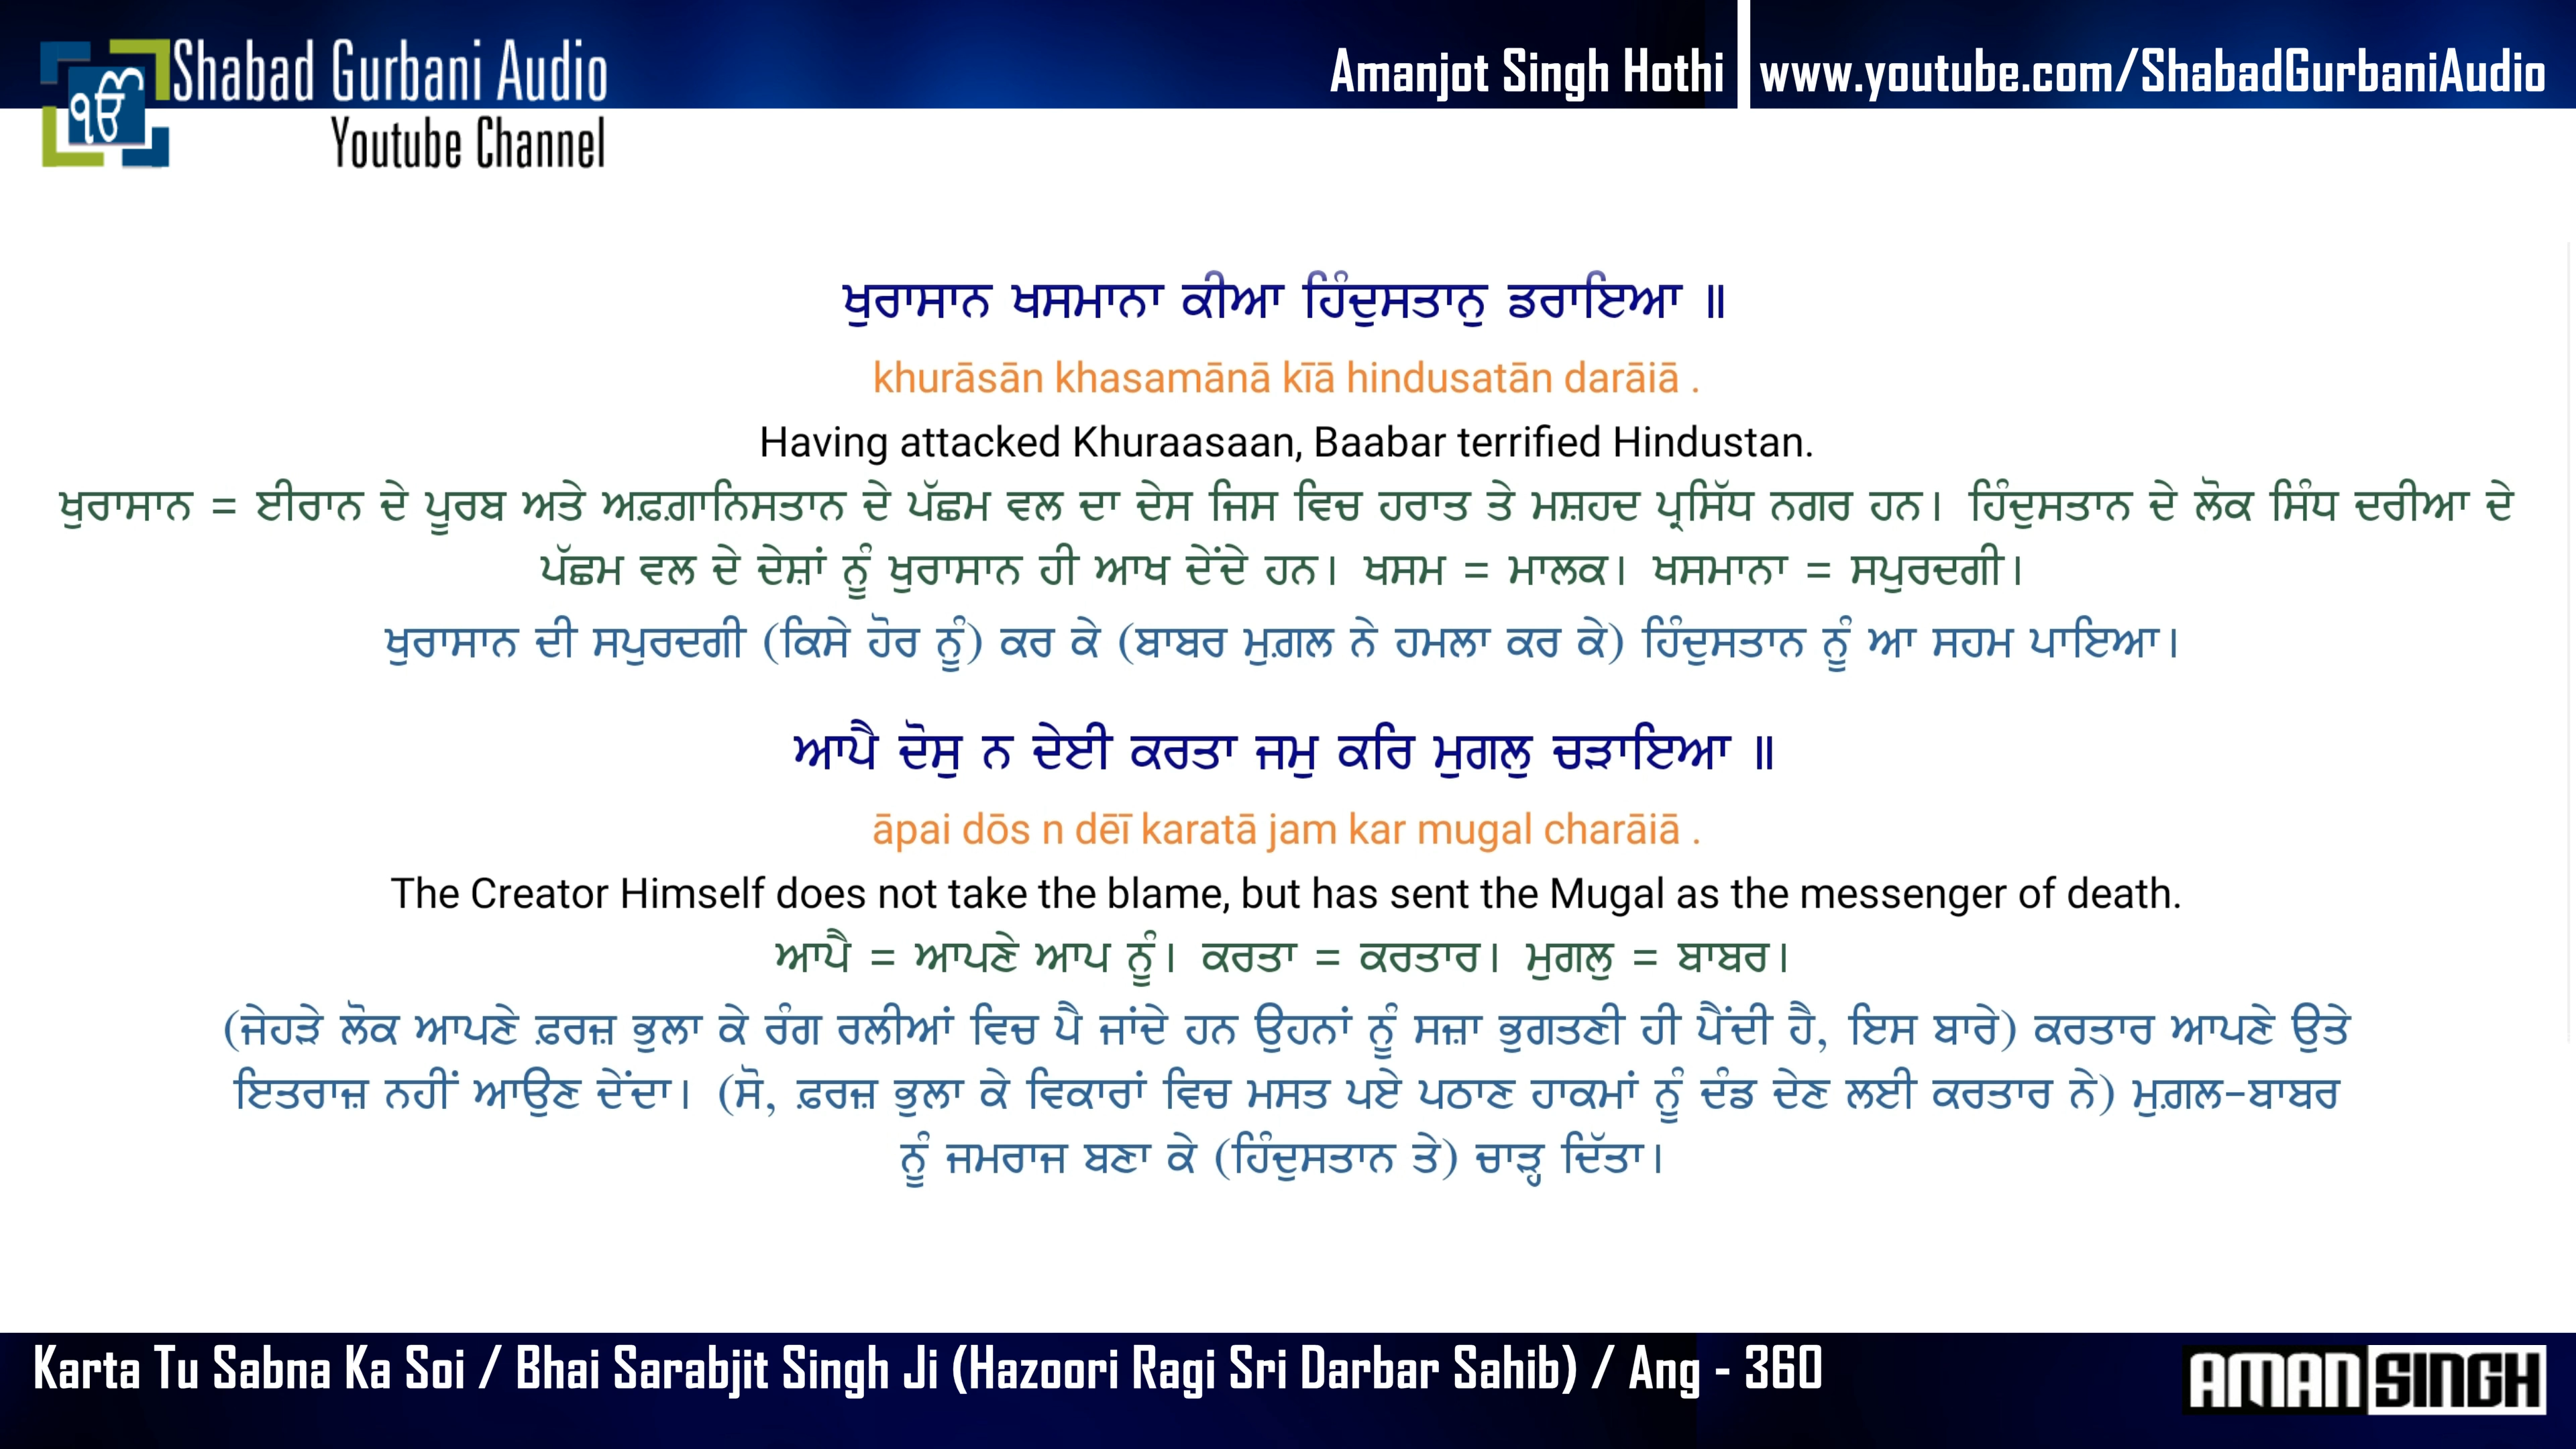 Shabad Gurbani Audio
Youtube Channel
Amanjot Singh Hothi
www.youtube.com/ShabadGurbaniAudio
ੴ
ਖੁਰਾਸਾਨ ਖਸਮਾਨਾ ਕੀਆ ਹਿੰਦੁਸਤਾਨੁ ਡਰਾਇਆ ॥
khurāsān khasamānā kīā hindusatān darāiā .
Having attacked Khuraasaan, Baabar terrified Hindustan.
ਖੁਰਾਸਾਨ = ਈਰਾਨ ਦੇ ਪੂਰਬ ਅਤੇ ਅਫ਼ਗ਼ਾਨਿਸਤਾਨ ਦੇ ਪੱਛਮ ਵਲ ਦਾ ਦੇਸ ਜਿਸ ਵਿਚ ਹਰਾਤ ਤੇ ਮਸ਼ਹਦ ਪ੍ਰਸਿੱਧ ਨਗਰ ਹਨ। ਹਿੰਦੁਸਤਾਨ ਦੇ ਲੋਕ ਸਿੰਧ ਦਰੀਆ ਦੇ
ਪੱਛਮ ਵਲ ਦੇ ਦੇਸ਼ਾਂ ਨੂੰ ਖੁਰਾਸਾਨ ਹੀ ਆਖ ਦੇਂਦੇ ਹਨ। ਖਸਮ = ਮਾਲਕ। ਖਸਮਾਨਾ = ਸਪੁਰਦਗੀ।
ਖੁਰਾਸਾਨ ਦੀ ਸਪੁਰਦਗੀ (ਕਿਸੇ ਹੋਰ ਨੂੰ) ਕਰ ਕੇ (ਬਾਬਰ ਮੁਗ਼ਲ ਨੇ ਹਮਲਾ ਕਰ ਕੇ) ਹਿੰਦੁਸਤਾਨ ਨੂੰ ਆ ਸਹਮ ਪਾਇਆ।
ਆਪੈ ਦੋਸੁ ਨ ਦੇਈ ਕਰਤਾ ਜਮੁ ਕਰਿ ਮੁਗਲੁ ਚੜਾਇਆ ॥
āpai dōs n dēī karatā jam kar mugal charāiā .
The Creator Himself does not take the blame, but has sent the Mugal as the messenger of death.
ਆਪੈ = ਆਪਣੇ ਆਪ ਨੂੰ। ਕਰਤਾ = ਕਰਤਾਰ। ਮੁਗਲੁ = ਬਾਬਰ।
(ਜੇਹੜੇ ਲੋਕ ਆਪਣੇ ਫ਼ਰਜ਼ ਭੁਲਾ ਕੇ ਰੰਗ ਰਲੀਆਂ ਵਿਚ ਪੈ ਜਾਂਦੇ ਹਨ ਉਹਨਾਂ ਨੂੰ ਸਜ਼ਾ ਭੁਗਤਣੀ ਹੀ ਪੈਂਦੀ ਹੈ, ਇਸ ਬਾਰੇ) ਕਰਤਾਰ ਆਪਣੇ ਉਤੇ
ਇਤਰਾਜ਼ ਨਹੀਂ ਆਉਣ ਦੇਂਦਾ। (ਸੋ, ਫ਼ਰਜ਼ ਭੁਲਾ ਕੇ ਵਿਕਾਰਾਂ ਵਿਚ ਮਸਤ ਪਏ ਪਠਾਣ ਹਾਕਮਾਂ ਨੂੰ ਦੰਡ ਦੇਣ ਲਈ ਕਰਤਾਰ ਨੇ) ਮੁਗ਼ਲ-ਬਾਬਰ
ਨੂੰ ਜਮਰਾਜ ਬਣਾ ਕੇ (ਹਿੰਦੁਸਤਾਨ ਤੇ) ਚਾੜ੍ਹ ਦਿੱਤਾ।
Karta Tu Sabna Ka Soi / Bhai Sarabjit Singh Ji (Hazoori Ragi Sri Darbar Sahib) / Ang - 360
AMAN SINGH